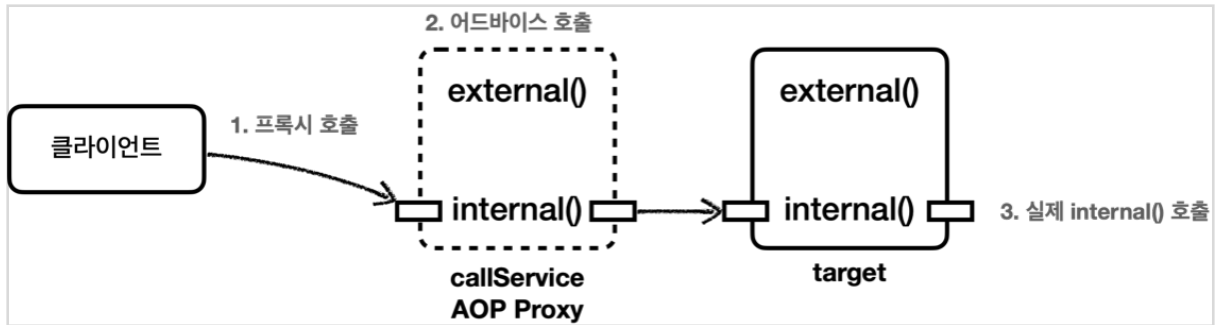 2. 어드바이스 호출
external()
external()
1. 프록시 호출
클라이언트
internal()
internal()
3. 실제 internal() 호출
callService
AOP Proxy
target